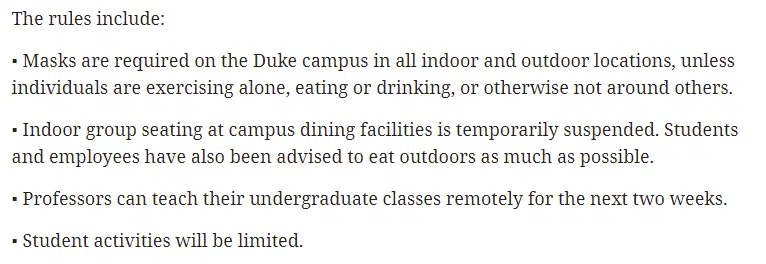 The rules include:
▪ Masks are required on the Duke campus in all indoor and outdoor locations, unless
individuals are exercising alone, eating or drinking, or otherwise not around others.
▪ Indoor group seating at campus dining facilities is temporarily suspended. Students
and employees have also been advised to eat outdoors as much as possible.
▪ Professors can teach their undergraduate classes remotely for the next two weeks.
▪ Student activities will be limited.